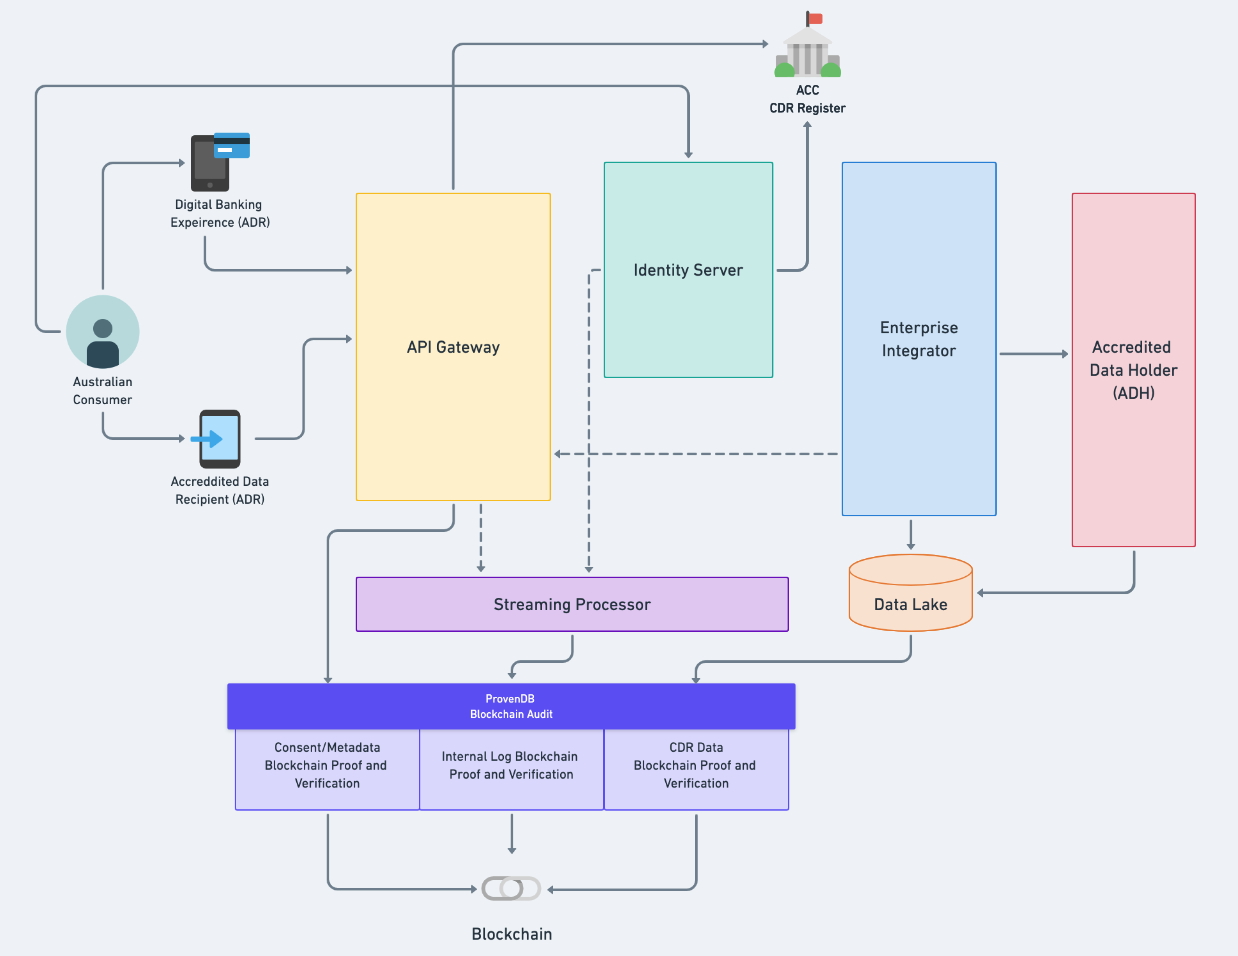 ACC
CDR Register
Digital Banking
Expeirence (ADR)
Identity Server
Enterprise
Integrator
API Gateway
Accredited
Data Holder
(ADH)
Australian
Consumer
Accreddited Data
Recipient (ADR)
Streaming Processor
Data Lake
ProvenDB
Blockchain Audit
Consent/Metadata
Blockchain Proof and
Verification
Internal Log Blockchain
Proof and Verification
CDR Data
Blockchain Proof and
Verification
Blockchain